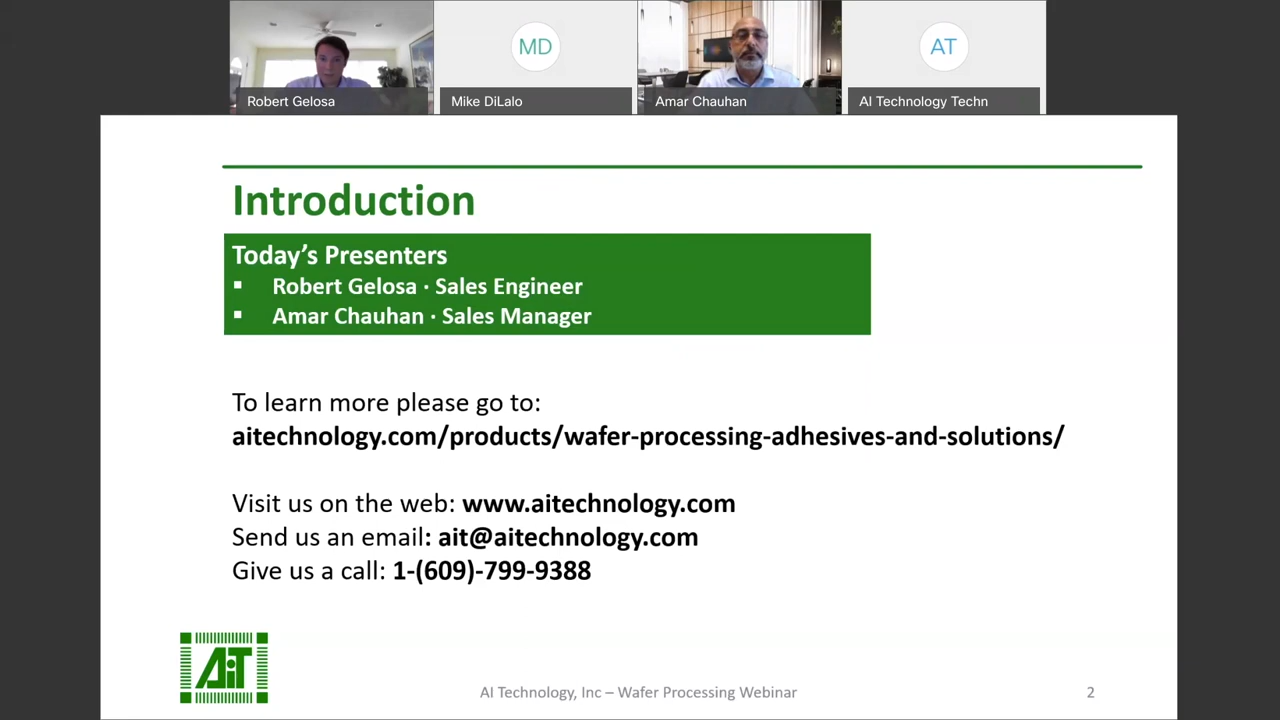 MD
AT
Robert Gelosa
Mike DiLalo
Amar Chauhan
AI Technology Techn
Introduction
Today’s Presenters
▪ Robert Gelosa · Sales Engineer
▪ Amar Chauhan · Sales Manager
To learn more please go to:
aitechnology.com/products/wafer-processing-adhesives-and-solutions/
Visit us on the web: www.aitechnology.com
Send us an email: ait@aitechnology.com
Give us a call: 1-(609)-799-9388
AiT
AI Technology, Inc – Wafer Processing Webinar
2